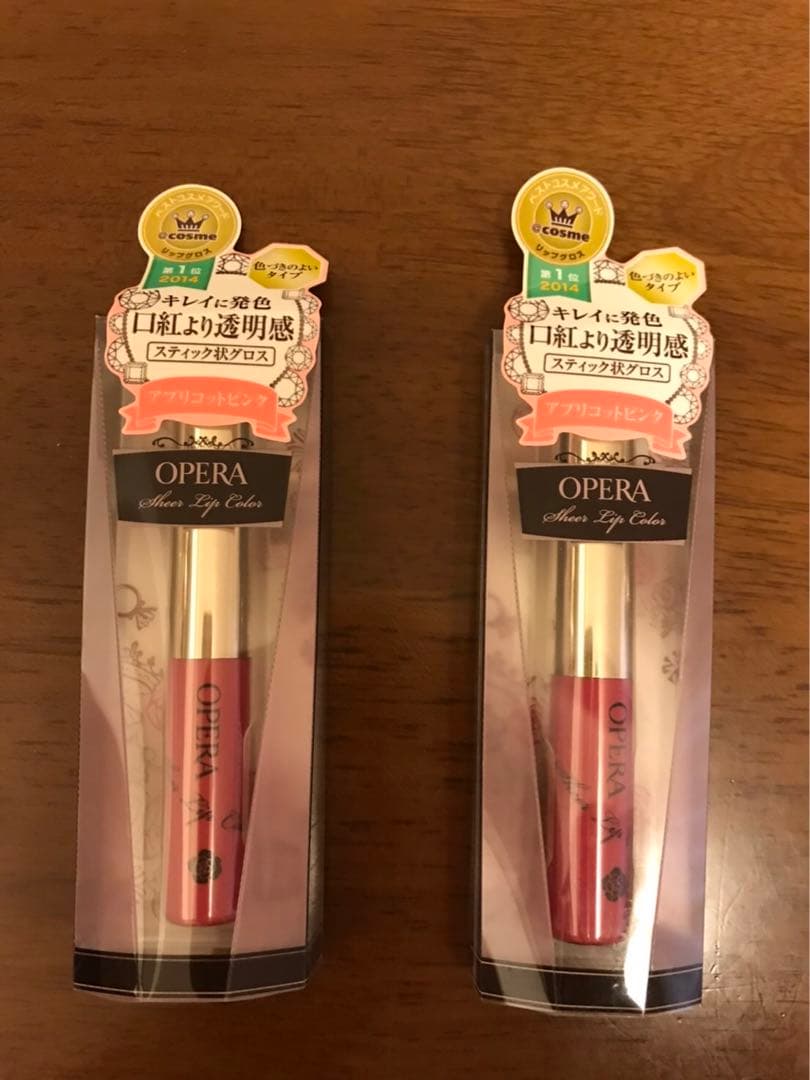 ベストコスメアワード
@cosme
リップグロス
第1位
2014
色づきのよい
タイプ
キレイに発色
口紅より透明感
スティック状グロス
アプリコットピンク
OPERA
Sheer Lip Color
OPERA
ベストコスメアワード
@cosme
リップグロス
第1位
2014
色づきのよい
タイプ
キレイに発色
口紅より透明感
スティック状グロス
アプリコットピンク
OPERA
Sheer Lip Color
OPERA
Sheer